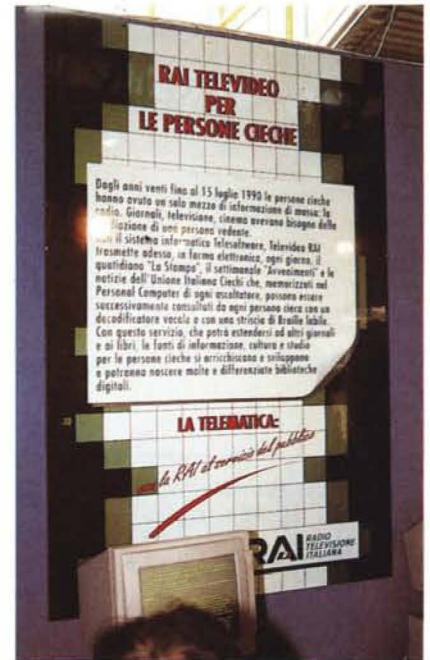 RAI TELEVIDEO
PER
LE PERSONE CIECHE
Dagli anni venti fino al 15 luglio 1990 le persone cieche
hanno avuto un solo mezzo di informazione di massa: la
radio. Giornali, televisione, cinema avevano bisogno della
mediazione di una persona vedente.
il sistema informatico Telesoftware, Televideo RAI
trasmette adesso, in forma elettronica, ogni giorno, il
quotidiano "La Stampa", il settimanale "Avvenimenti" e le
notizie dell'Unione Italiana Ciechi che, memorizzati nel
Personal Computer di ogni ascoltatore, possono essere
successivamente consultati da ogni persona cieca con un
decodificatore vocale o con una striscia di Braille labile.
Con questo servizio, che potrà estendersi ad altri giornali
e ai libri, le fonti di informazione, cultura e studio
per le persone cieche si arricchiscono e sviluppano
e potranno nascere molte e differenziate biblioteche
digitali.
LA TELEMATICA:
con la RAI al servizio del pubblico
RAI RADIO
TELEVISIONE
ITALIANA